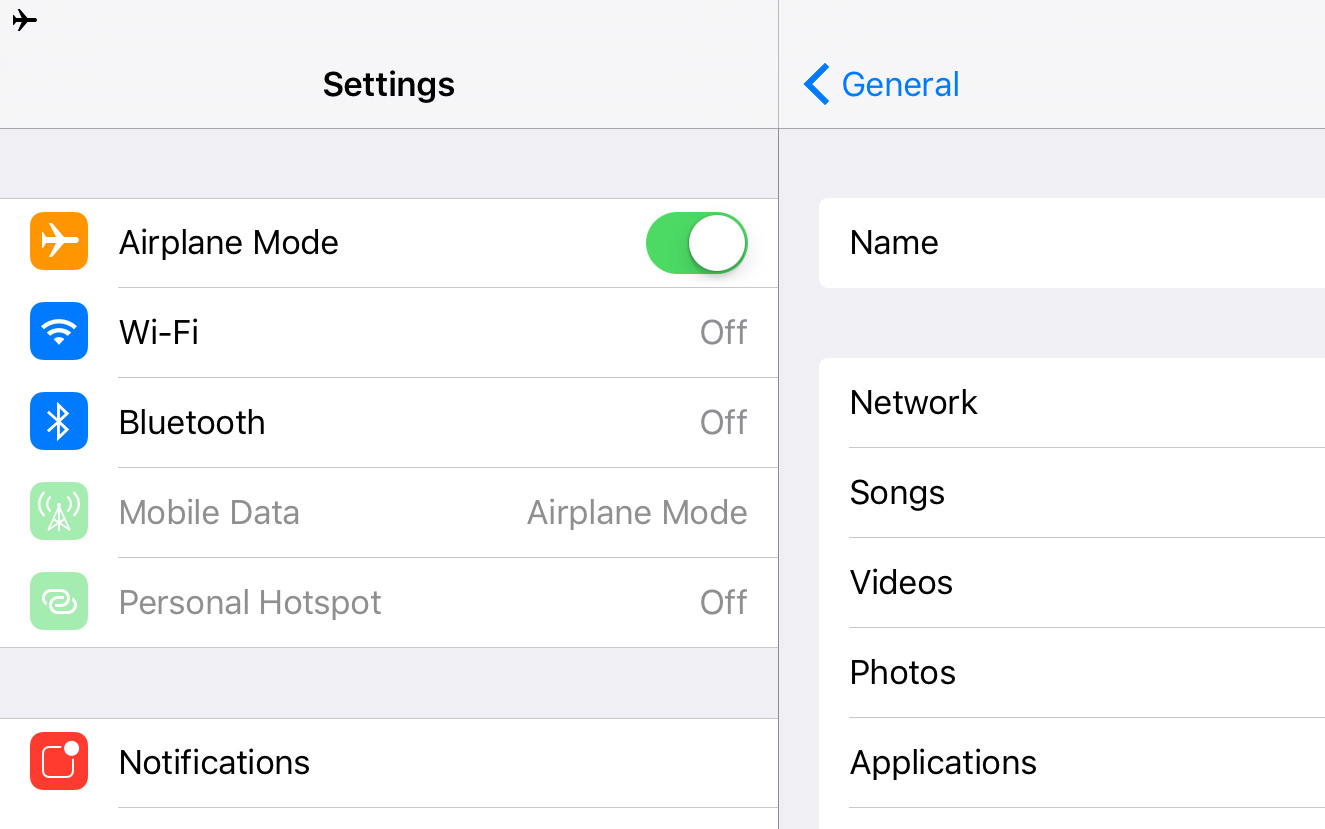 Settings
Airplane Mode
Wi-Fi
Off
Bluetooth
Off
Mobile Data
Airplane Mode
Personal Hotspot
Off
Notifications
General
Name
Network
Songs
Videos
Photos
Applications